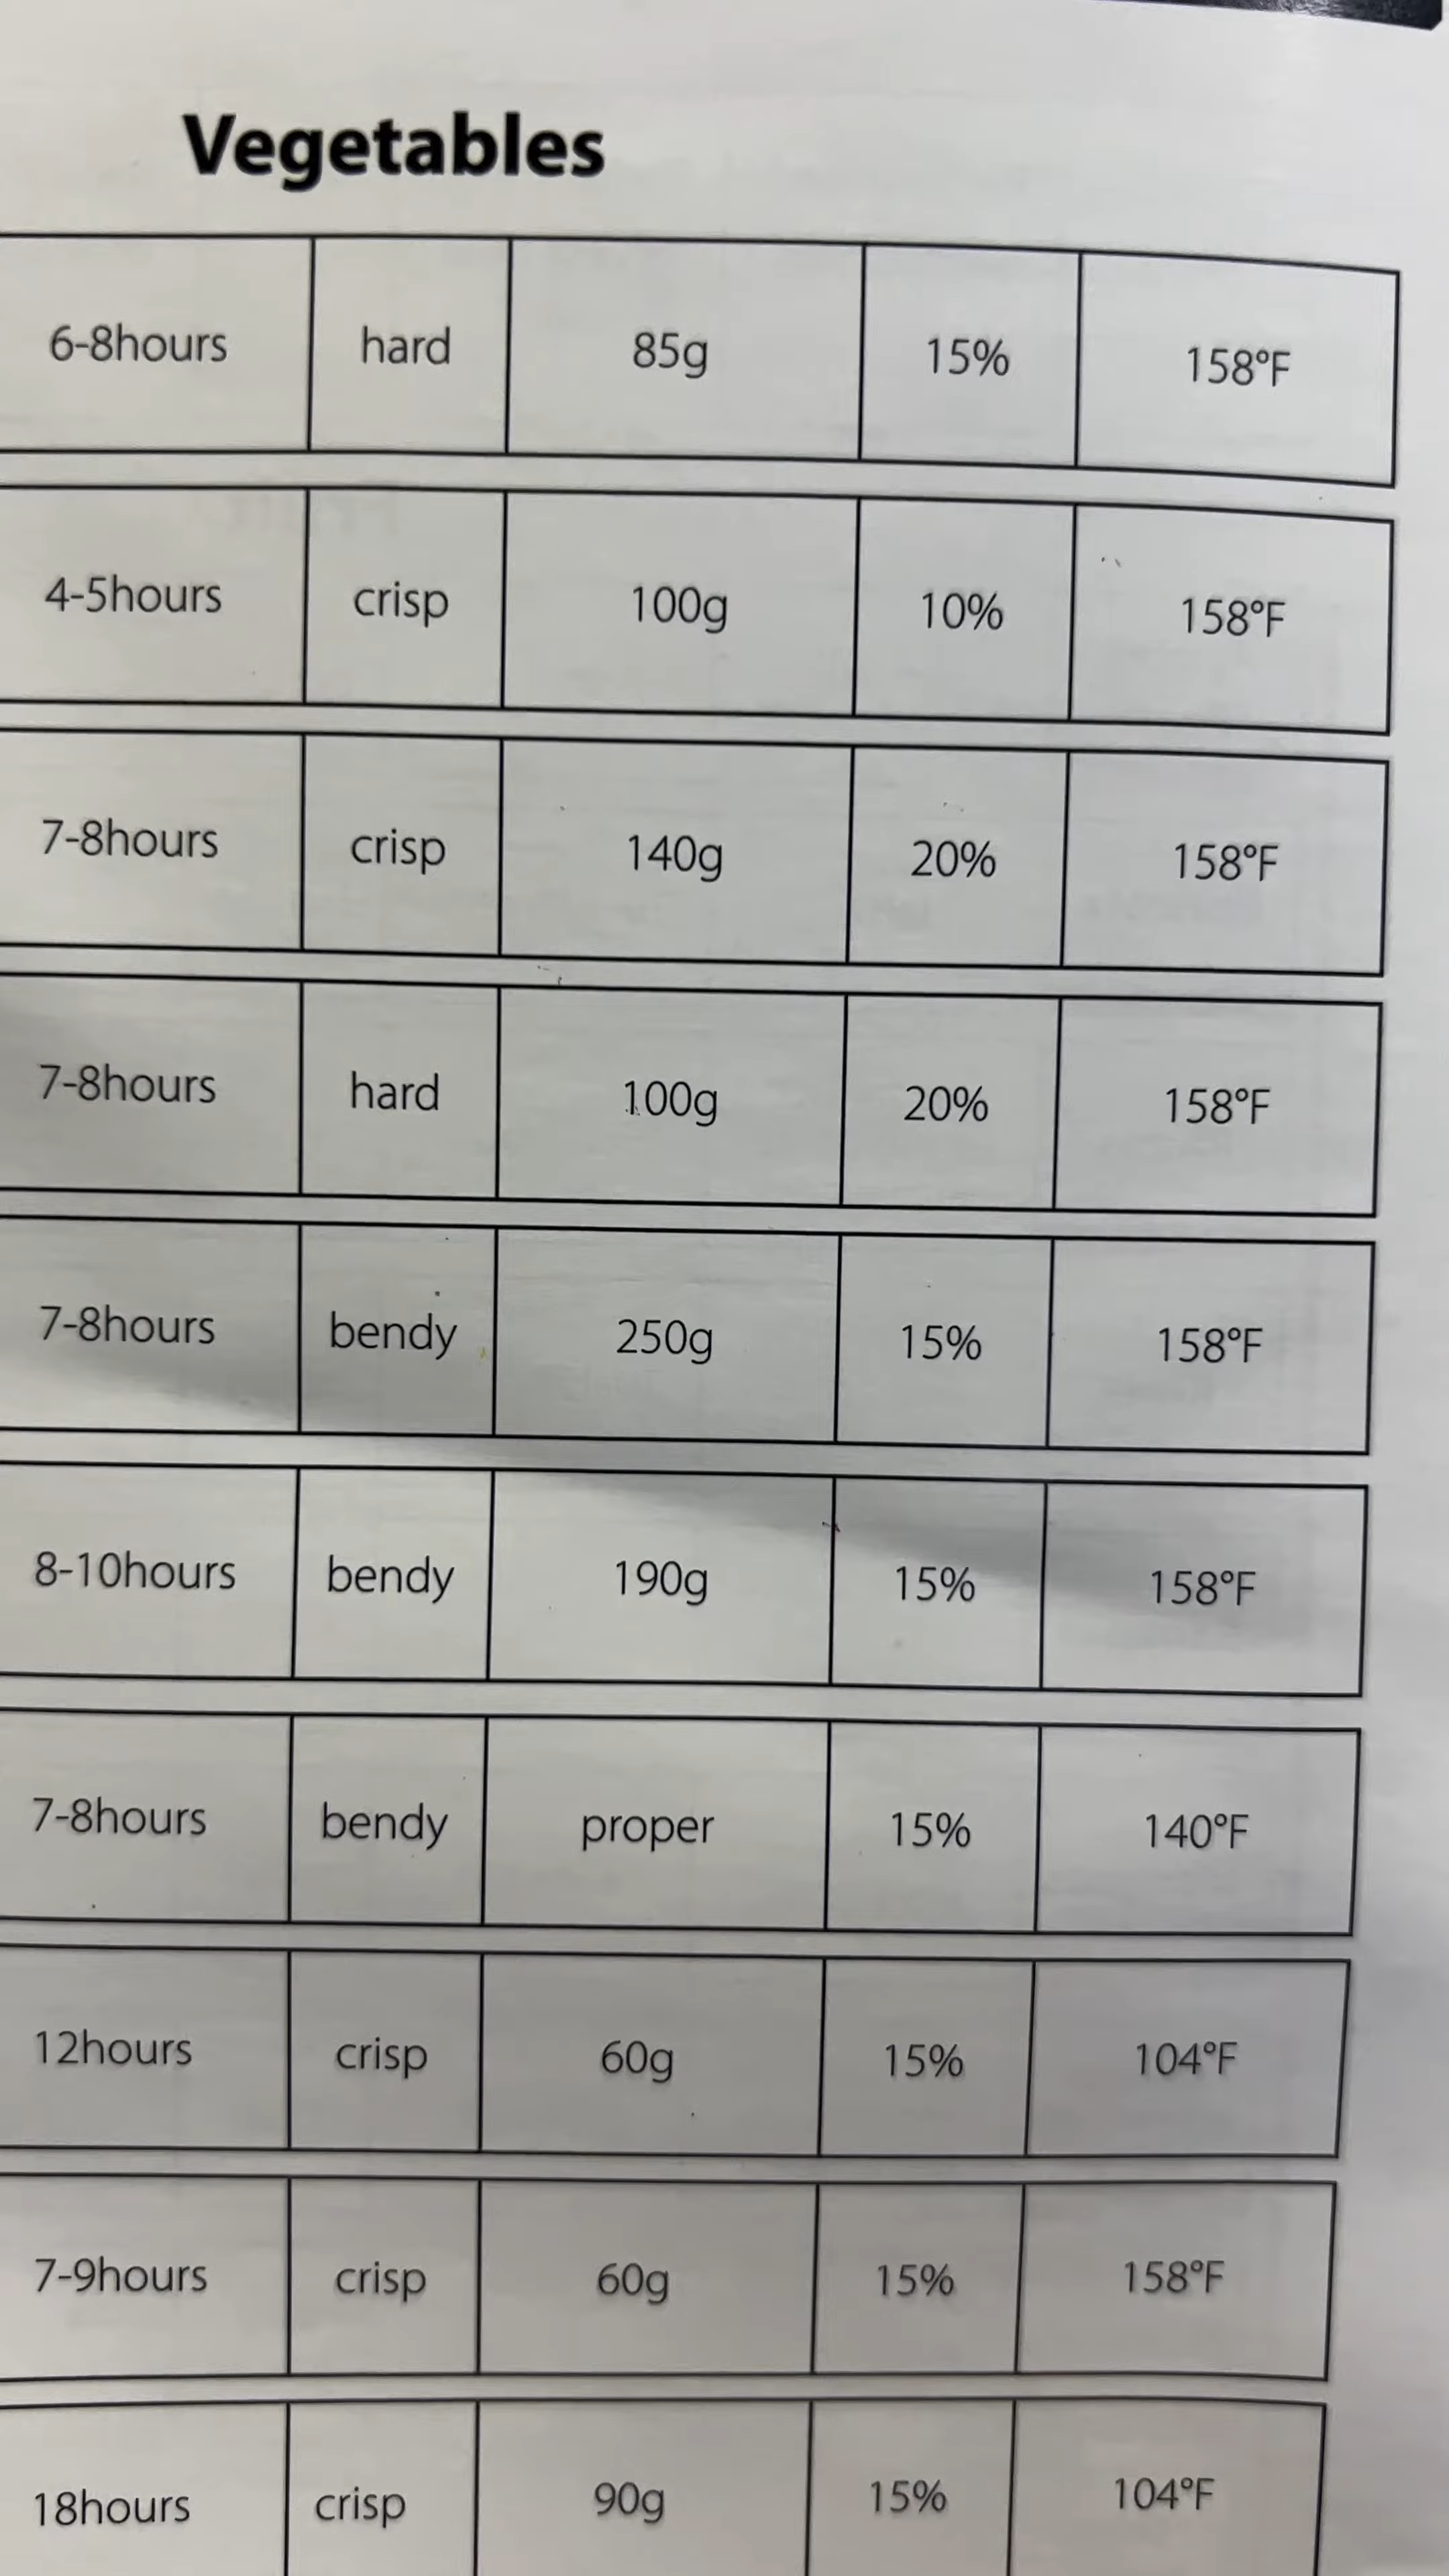 Vegetables
6-8hours hard 85g 15% 158°F
4-5hours crisp 100g 10% 158°F
7-8hours crisp 140g 20% 158°F
7-8hours hard 100g 20% 158°F
7-8hours bendy 250g 15% 158°F
8-10hours bendy 190g 15% 158°F
7-8hours bendy proper 15% 140°F
12hours crisp 60g 15% 104°F
7-9hours crisp 60g 15% 158°F
18hours crisp 90g 15% 104°F